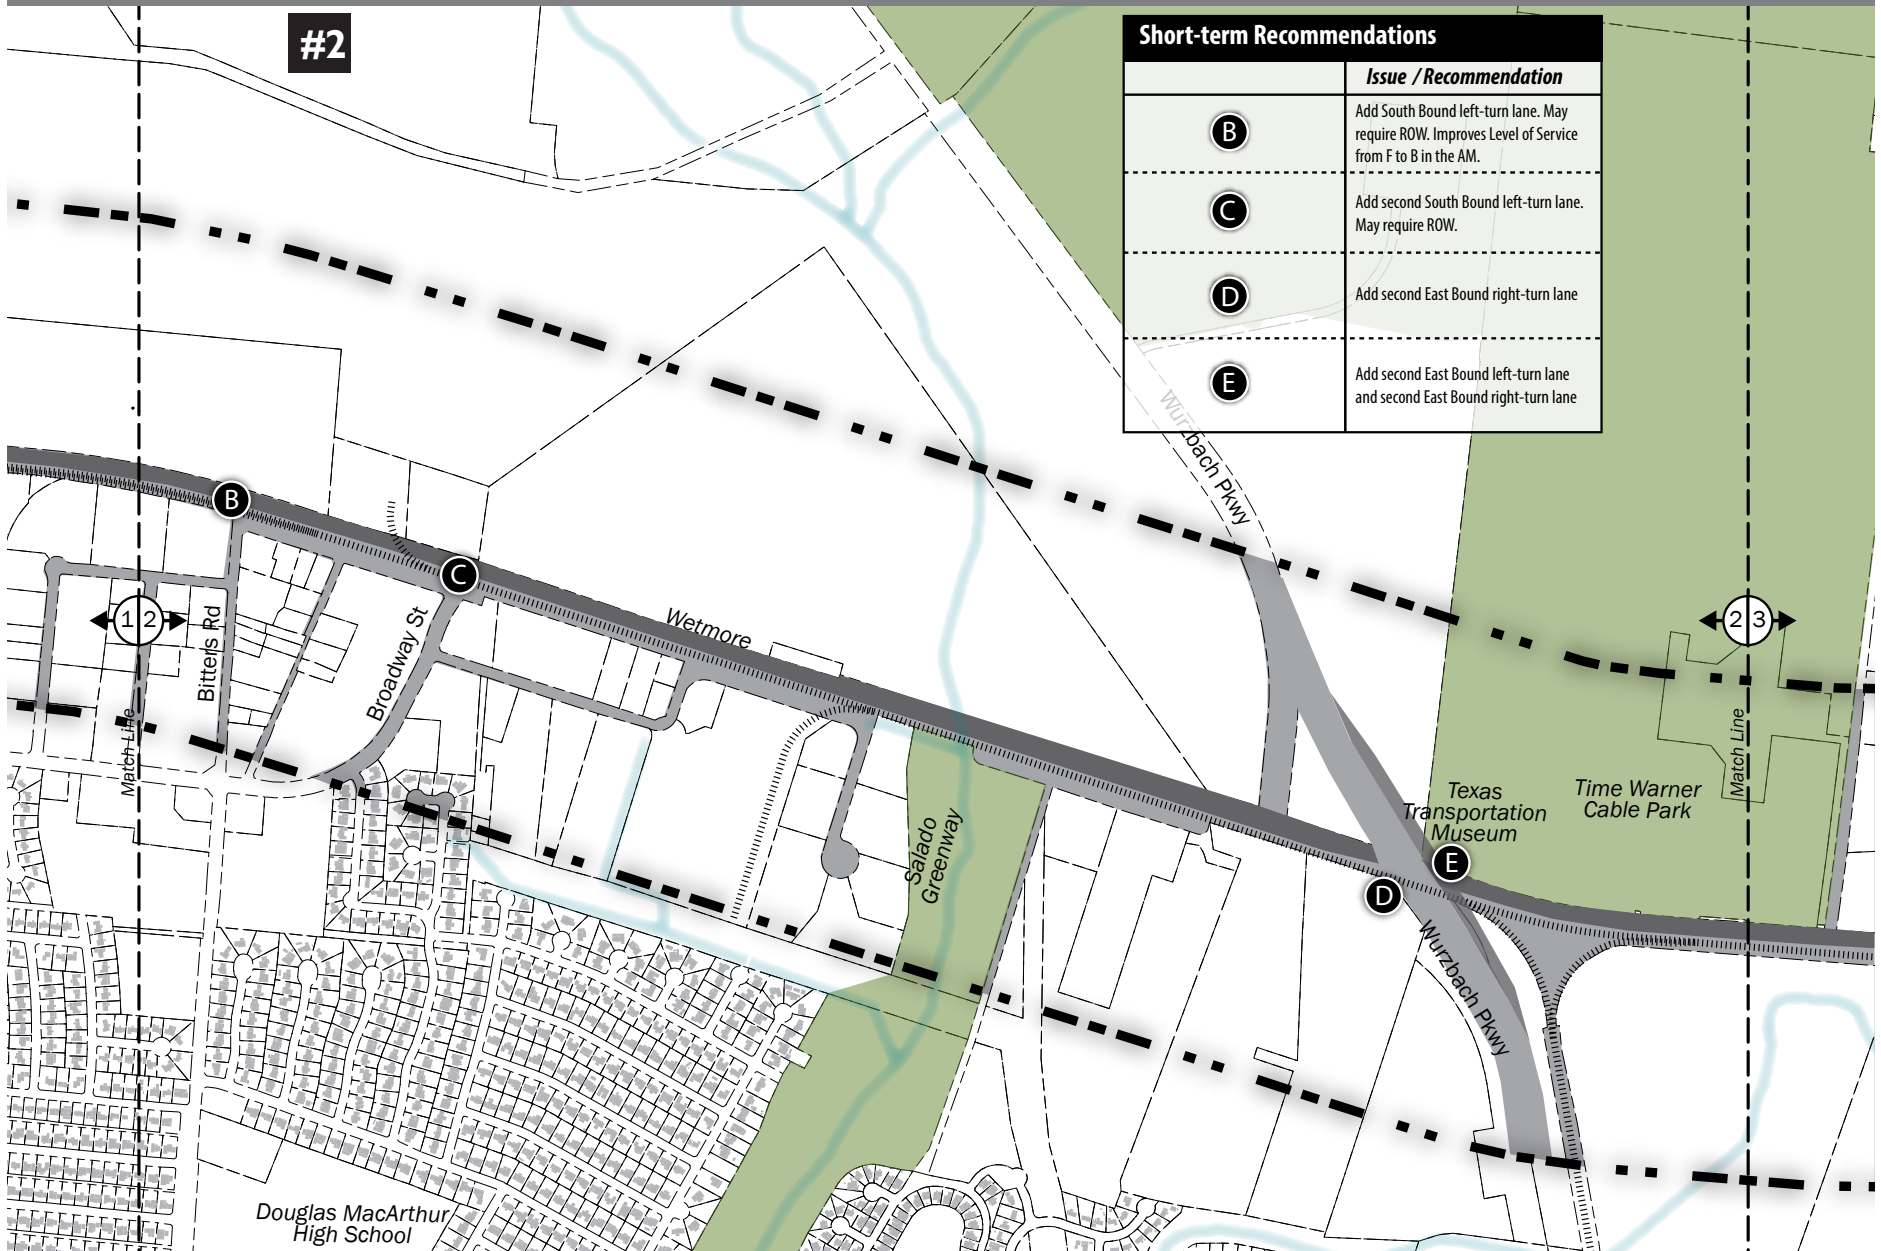 #2
Short-term Recommendations
Issue / Recommendation
B
Add South Bound left-turn lane. May
require ROW. Improves Level of Service
from F to B in the AM.
C
Add second South Bound left-turn lane.
May require ROW.
D
Add second East Bound right-turn lane
E
Add second East Bound left-turn lane
and second East Bound right-turn lane
Wurzbach Pkwy
B
C
Wetmore
1 2
2 3
Bitters Rd
Broadway St
Match Line
Match Line
Texas
Transportation
Museum
Time Warner
Cable Park
Salado
Greenway
E
D
Wurzbach Pkwy
Douglas MacArthur
High School